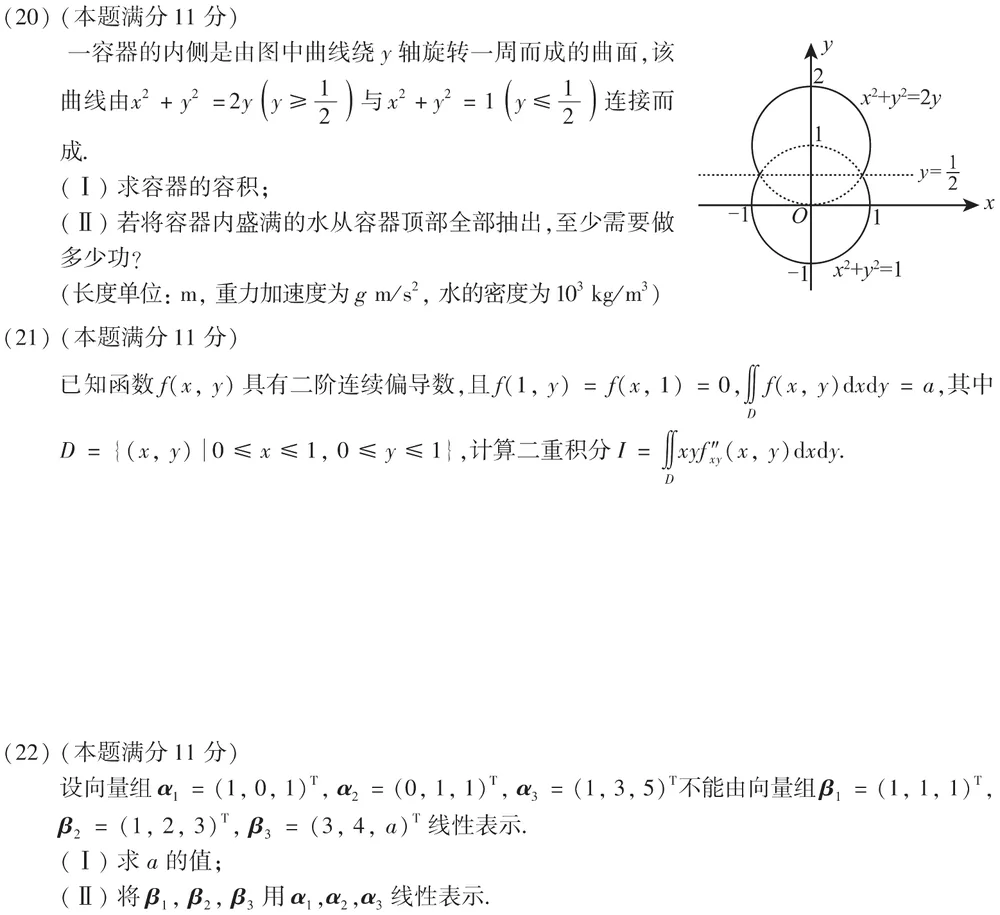 (20) (本题满分 11 分)
一容器的内侧是由图中曲线绕 y 轴旋转一周而成的曲面,该
曲线由x² + y² = 2y (y ≥ 1/2) 与 x² + y² = 1 (y ≤ 1/2) 连接而
成.
(Ⅰ) 求容器的容积;
(Ⅱ) 若将容器内盛满的水从容器顶部全部抽出,至少需要做
多少功?
(长度单位: m, 重力加速度为 g m/s², 水的密度为 10³ kg/m³)
y
2
x²+y²=2y
1
y= 1/2
-1
O
1
x
-1
x²+y²=1
(21) (本题满分 11 分)
已知函数 f(x, y) 具有二阶连续偏导数,且 f(1, y) = f(x, 1) = 0, ∬_D f(x, y)dxdy = a,其中
D = {(x, y) |0 ≤ x ≤ 1, 0 ≤ y ≤ 1},计算二重积分 I = ∬_D xyf″_xy(x, y)dxdy.
(22) (本题满分 11 分)
设向量组 α₁ = (1, 0, 1)ᵀ, α₂ = (0, 1, 1)ᵀ, α₃ = (1, 3, 5)ᵀ不能由向量组β₁ = (1, 1, 1)ᵀ,
β₂ = (1, 2, 3)ᵀ, β₃ = (3, 4, a)ᵀ 线性表示.
(Ⅰ) 求 a 的值;
(Ⅱ) 将 β₁, β₂, β₃ 用 α₁,α₂,α₃ 线性表示.